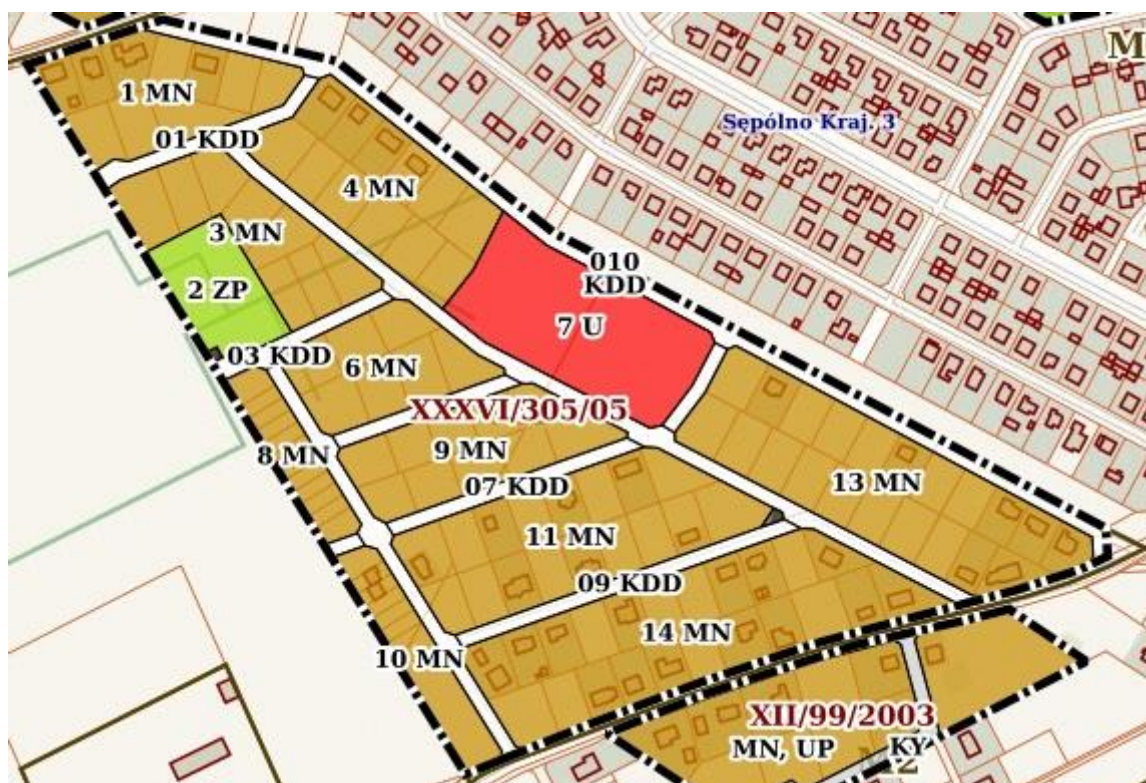 M
1 MN
Sępólno Kraj. 3
01 KDD
4 MN
3 MN
010
KDD
2 ZP
7 U
03 KDD
6 MN
XXXVI/305/05
9 MN
8 MN
13 MN
07 KDD
11 MN
09 KDD
14 MN
10 MN
XII/99/2003
MN, UP
KY